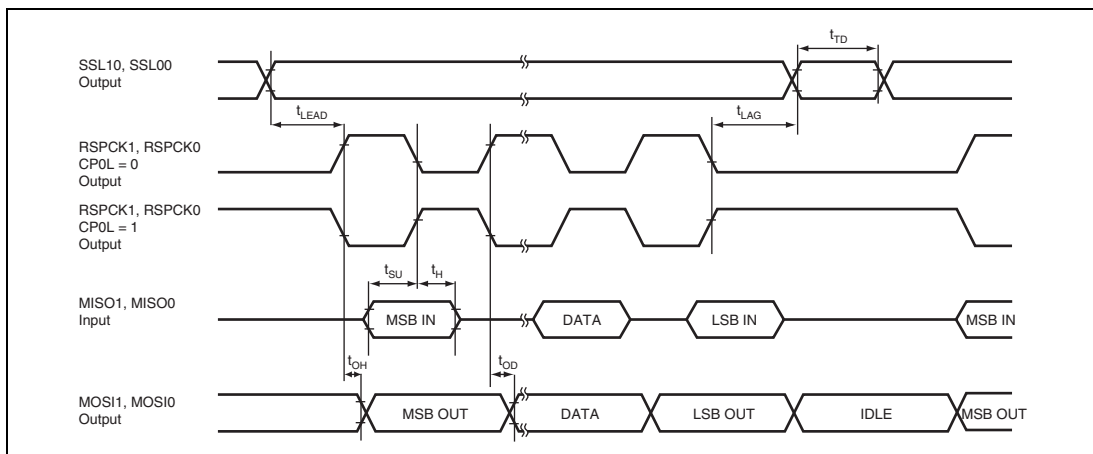 tTD
SSL10, SSL00
Output
tLEAD
tLAG
RSPCK1, RSPCK0
CP0L = 0
Output
RSPCK1, RSPCK0
CP0L = 1
Output
tSU
tH
MISO1, MISO0
Input
MSB IN
DATA
LSB IN
MSB IN
tOH
tOD
MOSI1, MOSI0
Output
MSB OUT
DATA
LSB OUT
IDLE
MSB OUT